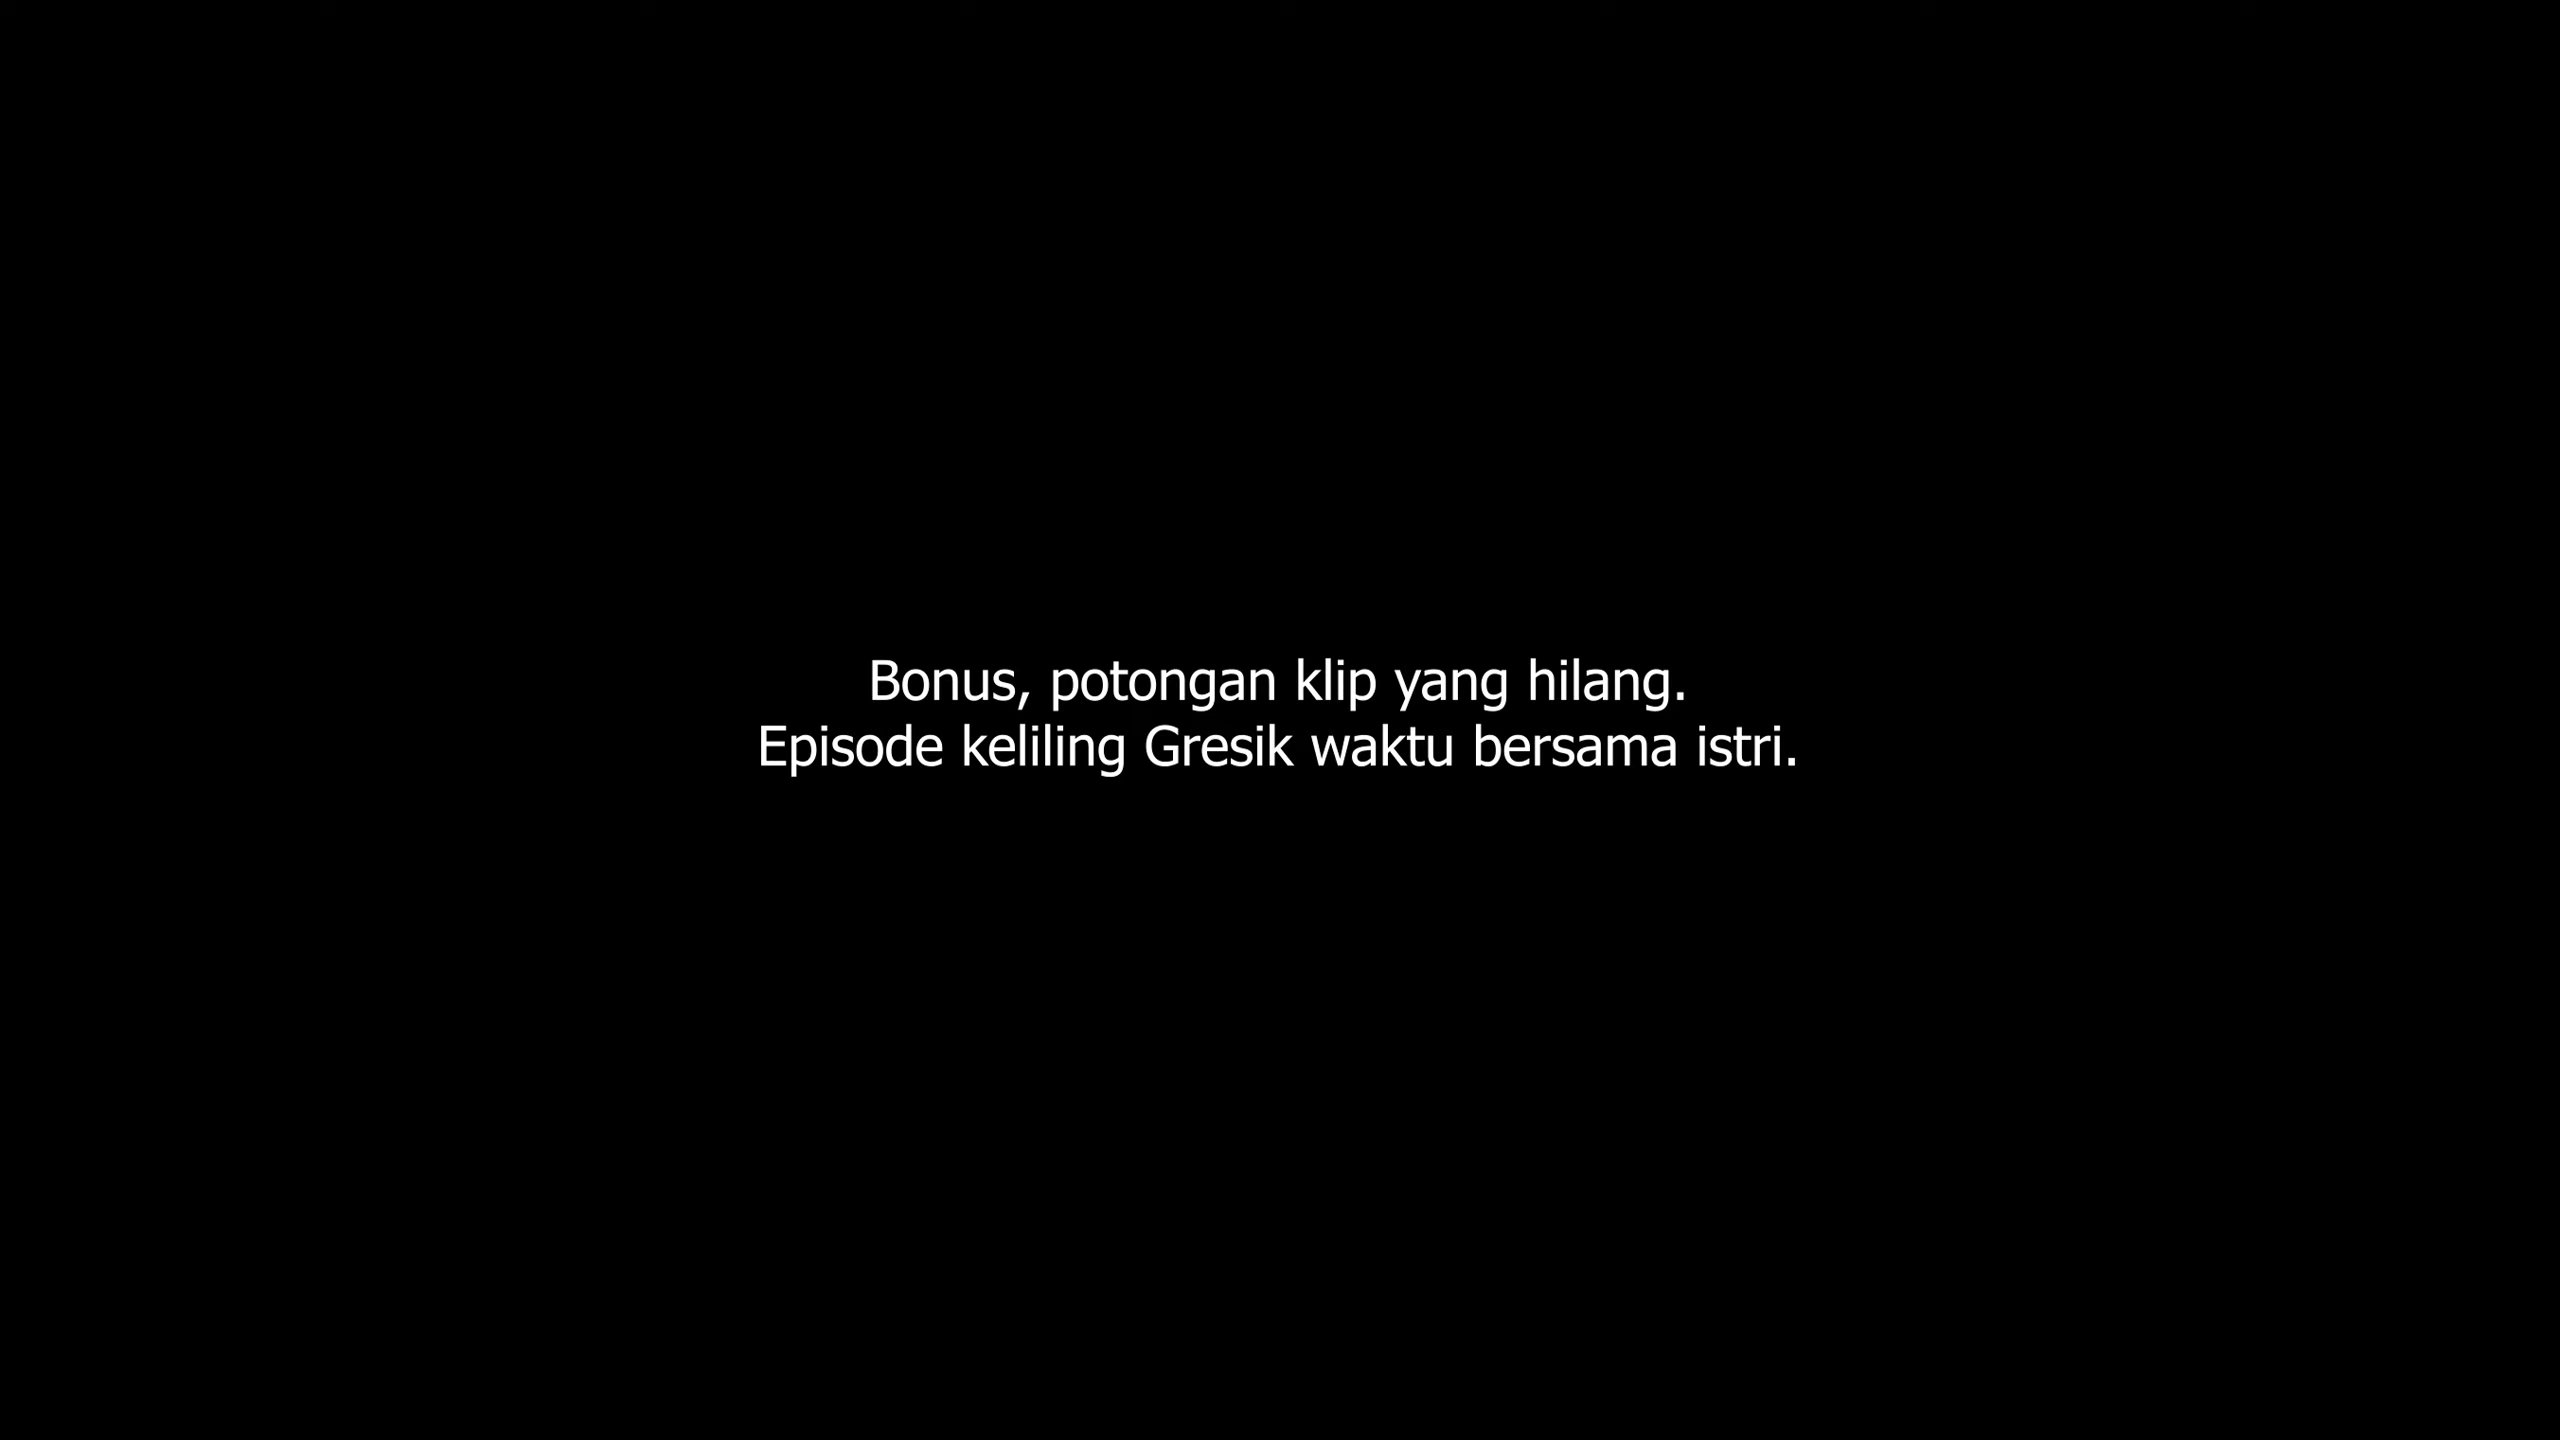 Bonus, potongan klip yang hilang.
Episode keliling Gresik waktu bersama istri.